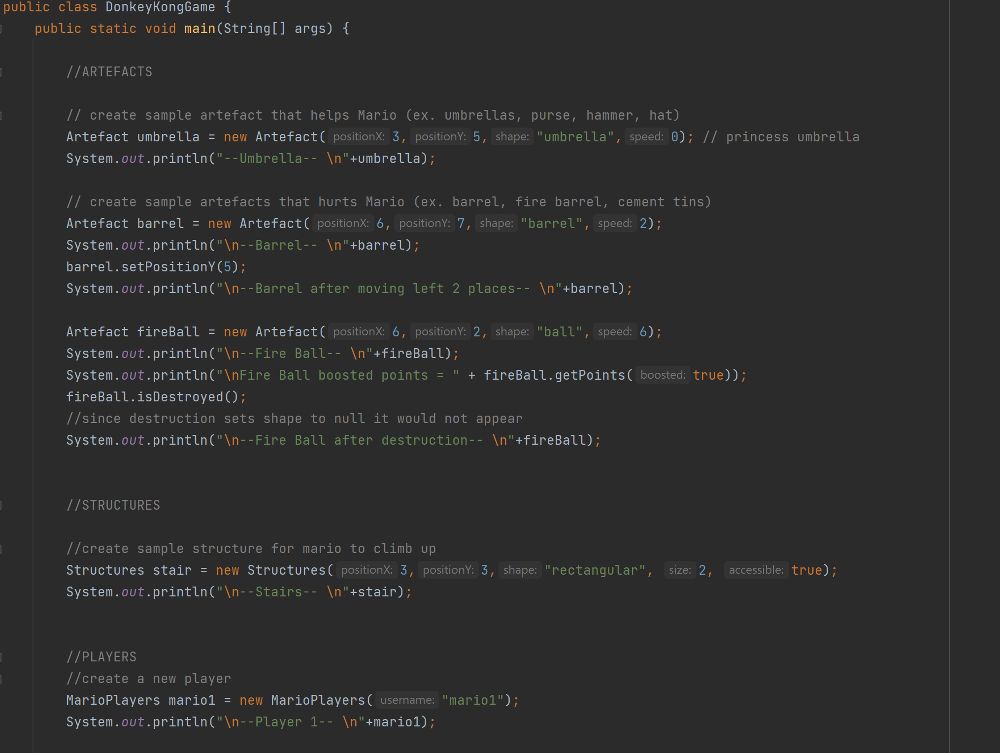 public class DonkeyKongGame {
public static void main(String[] args) {
//ARTEFACTS
// create sample artefact that helps Mario (ex. umbrellas, purse, hammer, hat)
Artefact umbrella = new Artefact( positionX: 3, positionY: 5, shape: "umbrella", speed: 0); // princess umbrella
System.out.println("--Umbrella-- \n"+umbrella);
// create sample artefacts that hurts Mario (ex. barrel, fire barrel, cement tins)
Artefact barrel = new Artefact( positionX: 6, positionY: 7, shape: "barrel", speed: 2);
System.out.println("\n--Barrel-- \n"+barrel);
barrel.setPositionY(5);
System.out.println("\n--Barrel after moving left 2 places-- \n"+barrel);
Artefact fireBall = new Artefact( positionX: 6, positionY: 2, shape: "ball", speed: 6);
System.out.println("\n--Fire Ball-- \n"+fireBall);
System.out.println("\nFire Ball boosted points = " + fireBall.getPoints( boosted: true));
fireBall.isDestroyed();
//since destruction sets shape to null it would not appear
System.out.println("\n--Fire Ball after destruction-- \n"+fireBall);
//STRUCTURES
//create sample structure for mario to climb up
Structures stair = new Structures( positionX: 3, positionY: 3, shape: "rectangular", size: 2, accessible: true);
System.out.println("\n--Stairs-- \n"+stair);
//PLAYERS
//create a new player
MarioPlayers mario1 = new MarioPlayers( username: "mario1");
System.out.println("\n--Player 1-- \n"+mario1);